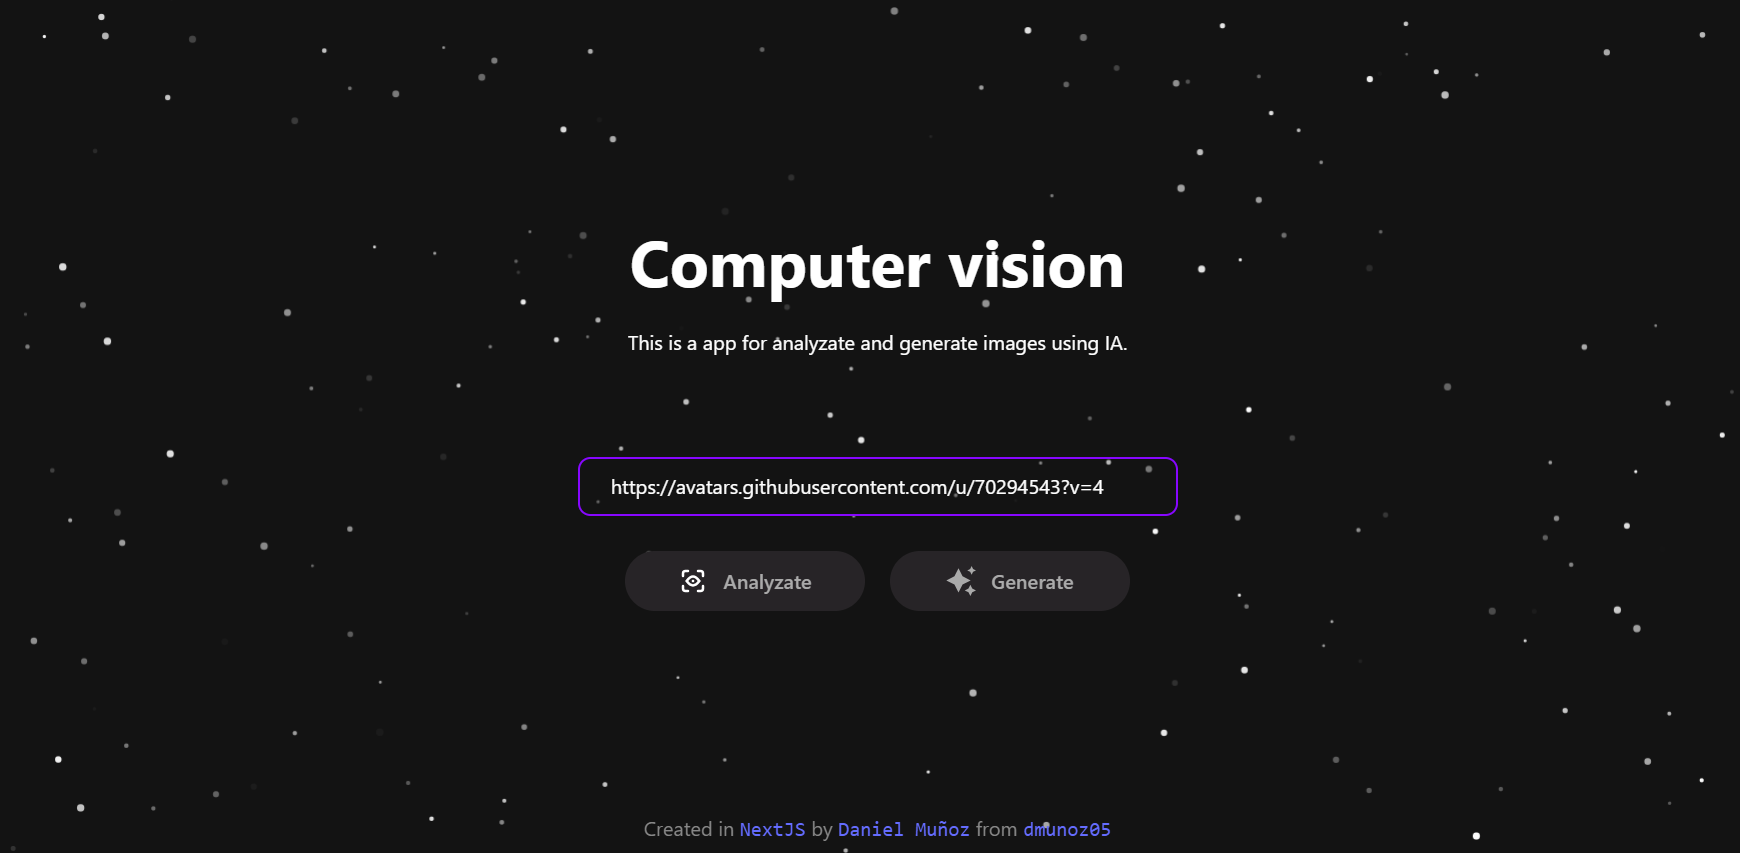 Computer vision
This is a app for analyzate and generate images using IA.
https://avatars.githubusercontent.com/u/70294543?v=4
Analyzate
Generate
Created in NextJS by Daniel Muñoz from dmunoz05